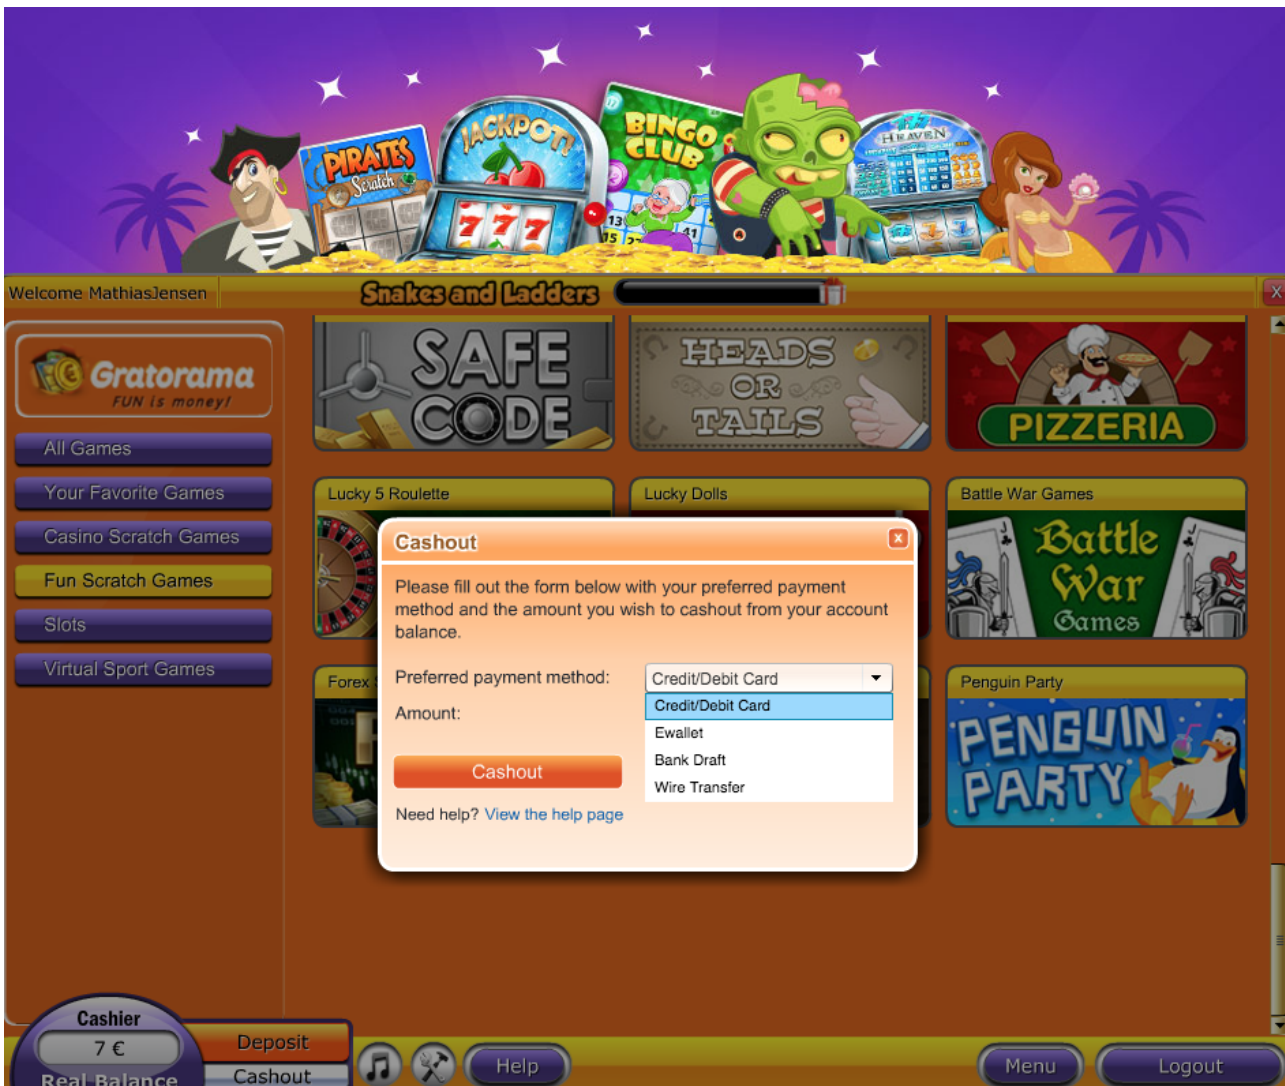 PIRATES
Scratch
JACKPOT!
777
BINGO
CLUB
HEAVEN
Welcome MathiasJensen
Snakes and Ladders
X
Gratorama
FUN is money!
All Games
Your Favorite Games
Casino Scratch Games
Fun Scratch Games
Slots
Virtual Sport Games
SAFE
CODE
HEADS
OR
TAILS
PIZZERIA
Lucky 5 Roulette
Lucky Dolls
Battle War Games
Battle
War
Games
Forex
Penguin Party
PENGUIN
PARTY
Cashout
x
Please fill out the form below with your preferred payment
method and the amount you wish to cashout from your account
balance.
Preferred payment method:
Credit/Debit Card
Credit/Debit Card
Ewallet
Bank Draft
Wire Transfer
Amount:
Cashout
Need help? View the help page
Cashier
7 €
Real Balance
Deposit
Cashout
Help
Menu
Logout